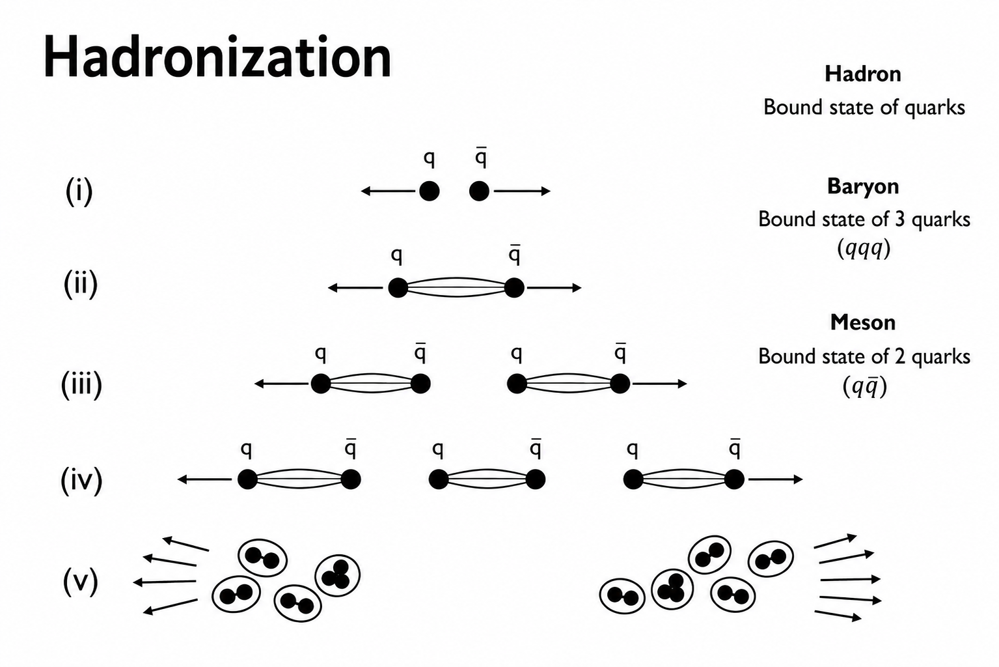 Hadronization
Hadron
Bound state of quarks
Baryon
Bound state of 3 quarks
(qqq)
Meson
Bound state of 2 quarks
(qq̅)
(i)
q q̅
(ii)
q q̅
(iii)
q q̅ q q̅
(iv)
q q̅ q q̅ q q̅
(v)